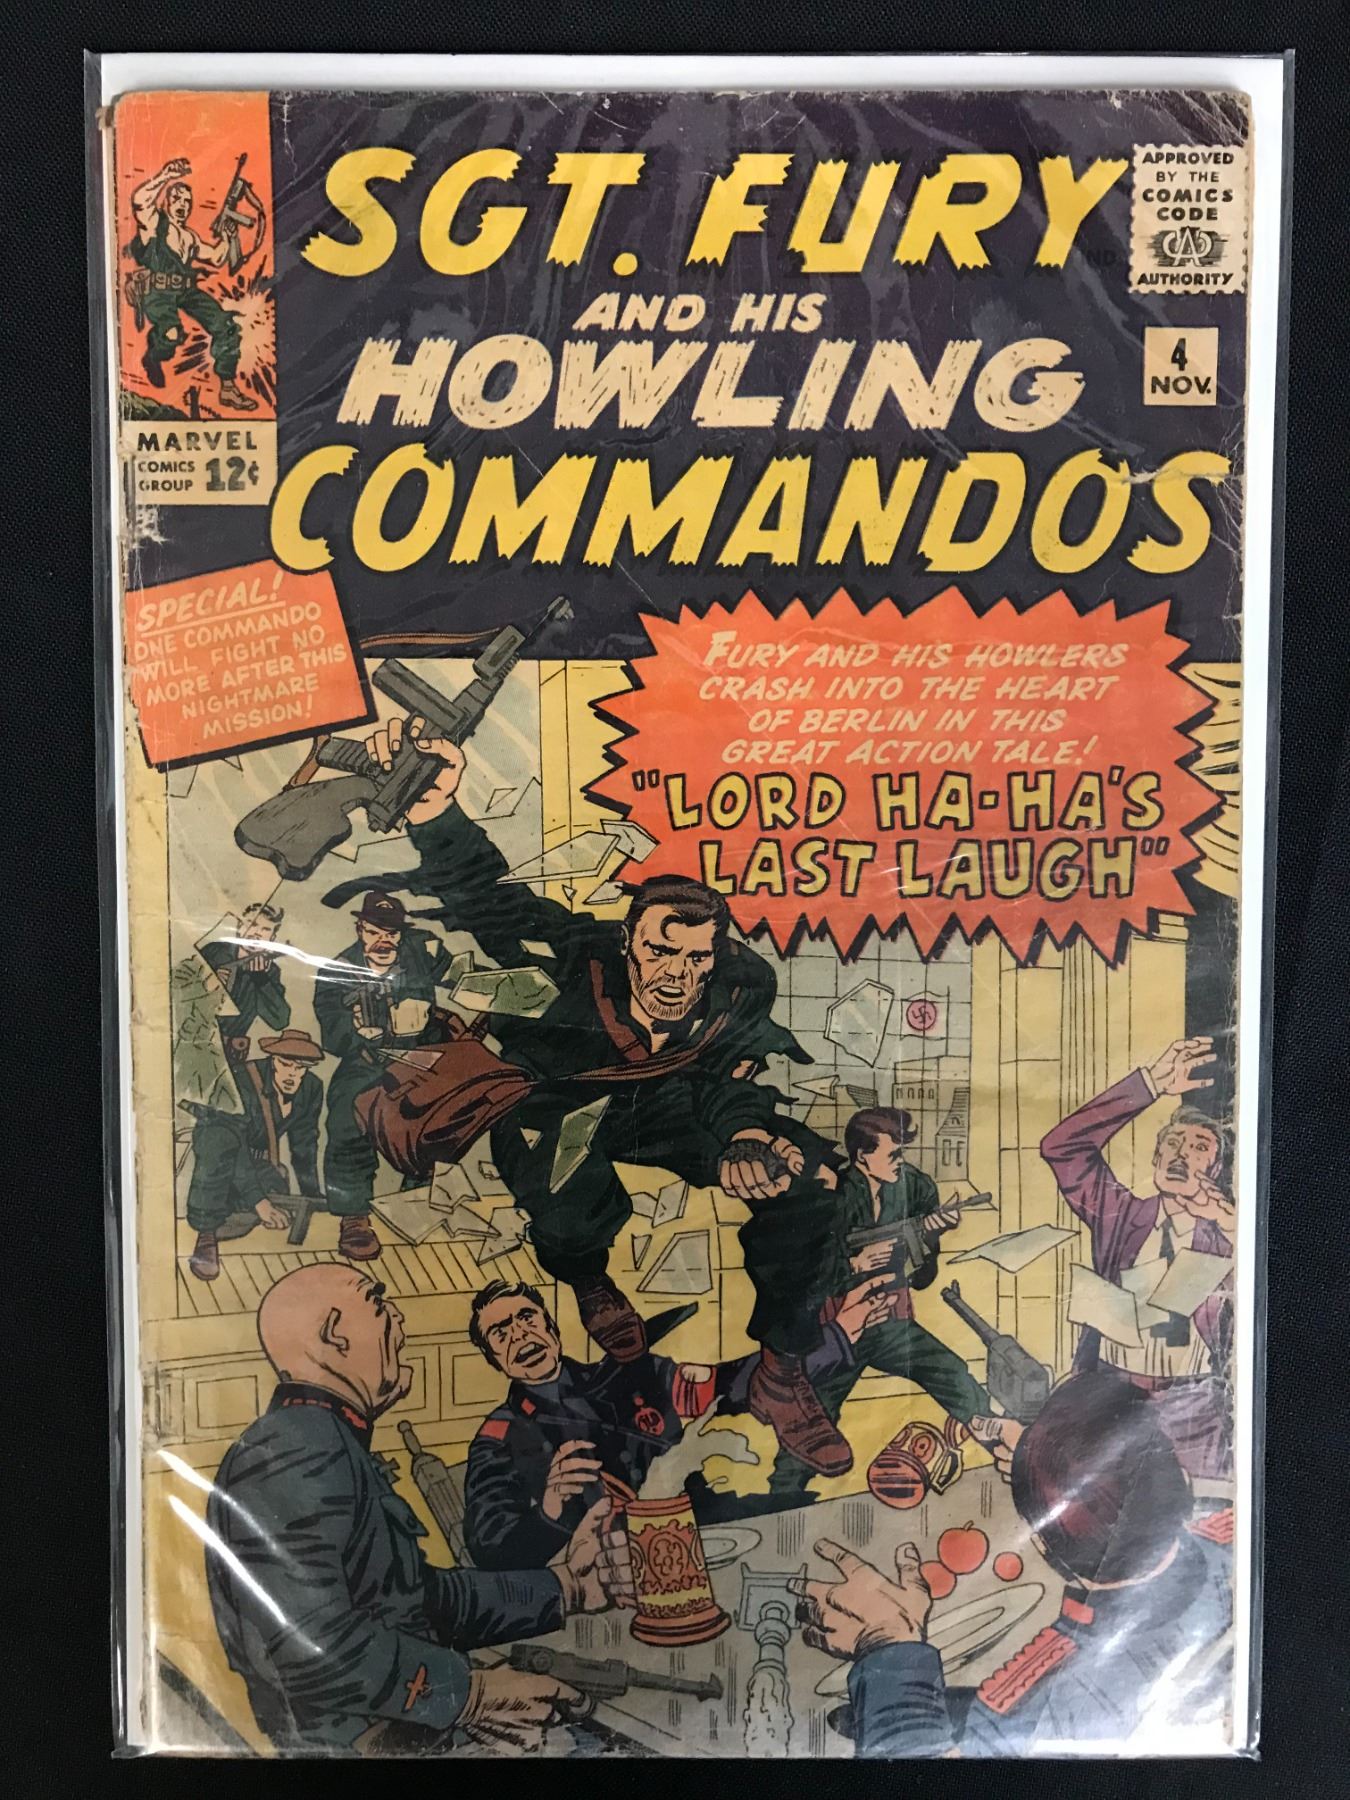 SGT. FURY
AND HIS
HOWLING
COMMANDOS
APPROVED
BY THE
COMICS
CODE
CA
AUTHORITY
4
NOV.
MARVEL
COMICS
GROUP 12¢
SPECIAL!
ONE COMMANDO
WILL FIGHT NO
MORE AFTER THIS
NIGHTMARE
MISSION!
FURY AND HIS HOWLERS
CRASH INTO THE HEART
OF BERLIN IN THIS
GREAT ACTION TALE!
"LORD HA-HA'S
LAST LAUGH"